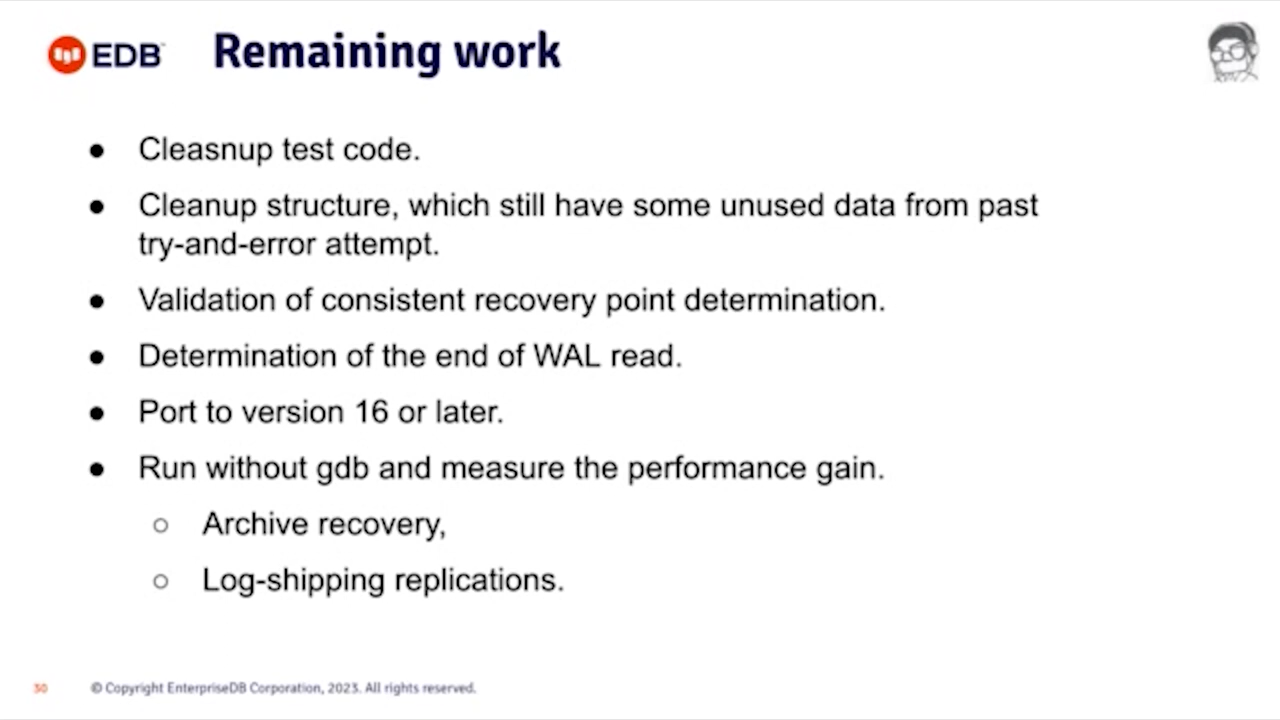 EDB
Remaining work
● Cleasnup test code.
● Cleanup structure, which still have some unused data from past
try-and-error attempt.
● Validation of consistent recovery point determination.
● Determination of the end of WAL read.
● Port to version 16 or later.
● Run without gdb and measure the performance gain.
○ Archive recovery,
○ Log-shipping replications.
30
© Copyright EnterpriseDB Corporation, 2023. All rights reserved.